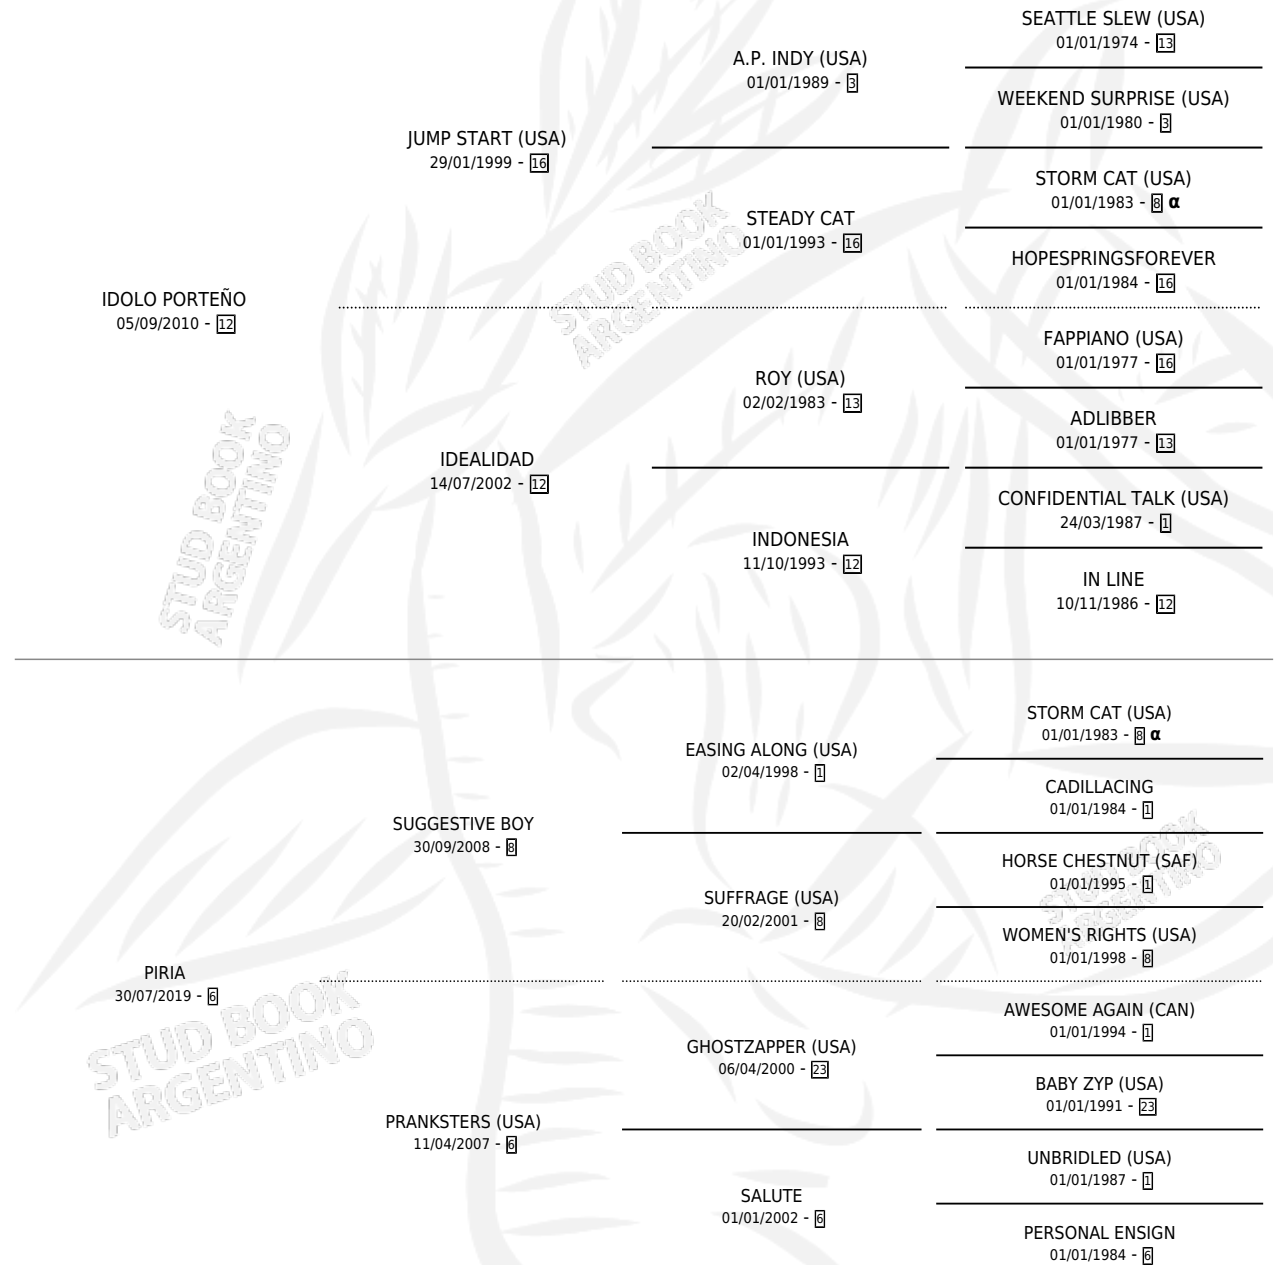 SEATTLE SLEW (USA)
01/01/1974 - 13
A.P. INDY (USA)
01/01/1989 - 3
WEEKEND SURPRISE (USA)
01/01/1980 - 3
JUMP START (USA)
29/01/1999 - 16
STORM CAT (USA)
01/01/1983 - 8 α
STEADY CAT
01/01/1993 - 16
HOPESPRINGSFOREVER
01/01/1984 - 16
IDOLO PORTEÑO
05/09/2010 - 12
FAPPIANO (USA)
01/01/1977 - 16
ROY (USA)
02/02/1983 - 13
ADLIBBER
01/01/1977 - 13
IDEALIDAD
14/07/2002 - 12
CONFIDENTIAL TALK (USA)
24/03/1987 - 1
INDONESIA
11/10/1993 - 12
IN LINE
10/11/1986 - 12
STUD BOOK
ARGENTINO
STUD BOOK
ARGENTINO
STORM CAT (USA)
01/01/1983 - 8 α
EASING ALONG (USA)
02/04/1998 - 1
CADILLACING
01/01/1984 - 1
SUGGESTIVE BOY
30/09/2008 - 8
HORSE CHESTNUT (SAF)
01/01/1995 - 1
SUFFRAGE (USA)
20/02/2001 - 8
WOMEN'S RIGHTS (USA)
01/01/1998 - 8
PIRIA
30/07/2019 - 6
AWESOME AGAIN (CAN)
01/01/1994 - 1
GHOSTZAPPER (USA)
06/04/2000 - 23
BABY ZYP (USA)
01/01/1991 - 23
PRANKSTERS (USA)
11/04/2007 - 6
UNBRIDLED (USA)
01/01/1987 - 1
SALUTE
01/01/2002 - 6
PERSONAL ENSIGN
01/01/1984 - 6
STUD BOOK
ARGENTINO
STUD BOOK
ARGENTINO